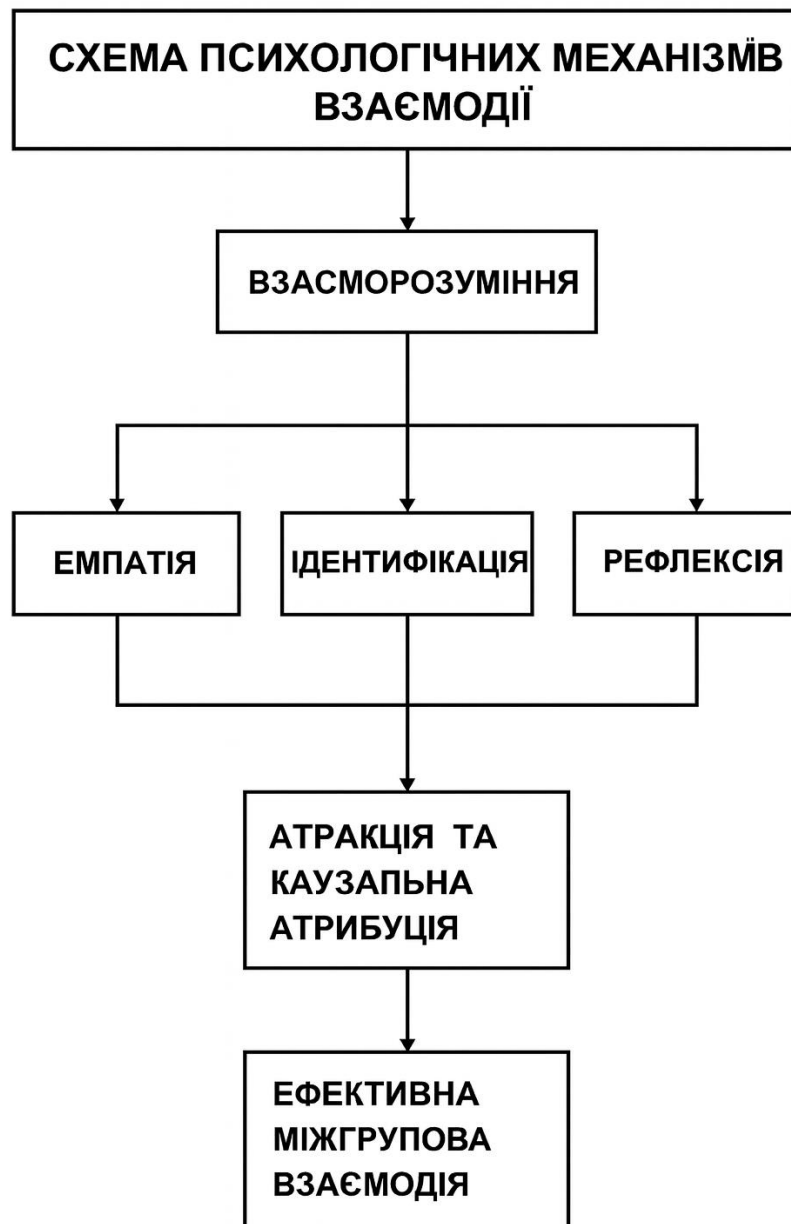 СХЕМА ПСИХОЛОГІЧНИХ МЕХАНІЗМЇВ
ВЗАЄМОДІЇ
ВЗАСМОРОЗУМІННЯ
ЕМПАТІЯ
ІДЕНТИФІКАЦІЯ
РЕФЛЕКСІЯ
АТРАКЦІЯ ТА
КАУЗАПЬНА
АТРИБУЦІЯ
ЕФЕКТИВНА
МІЖГРУПОВА
ВЗАЄМОДІЯ